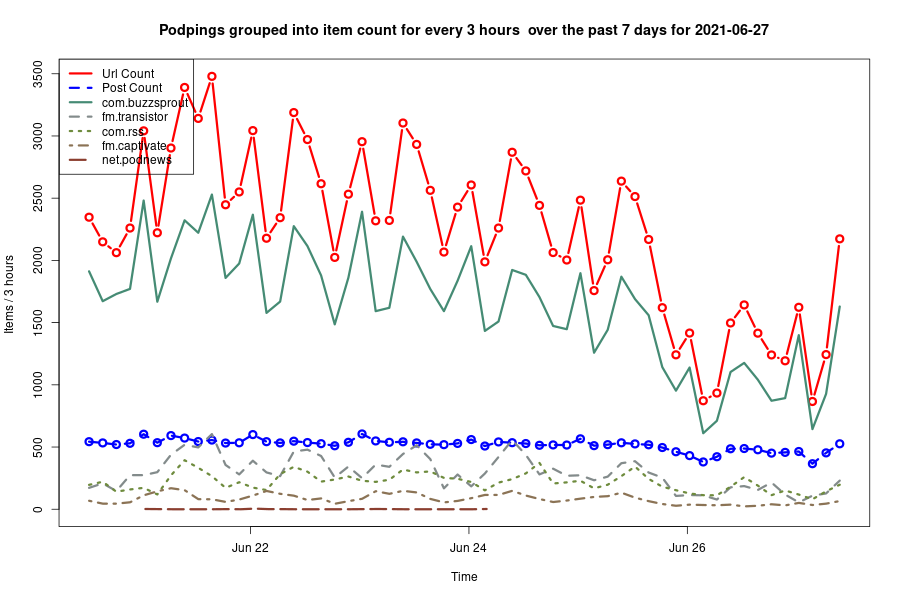 Podpings grouped into item count for every 3 hours  over the past 7 days for 2021-06-27
Url Count
Post Count
com.buzzsprout
fm.transistor
com.rss
fm.captivate
net.podnews
3500
3000
2500
2000
1500
1000
500
0
Items / 3 hours
Jun 22
Jun 24
Jun 26
Time